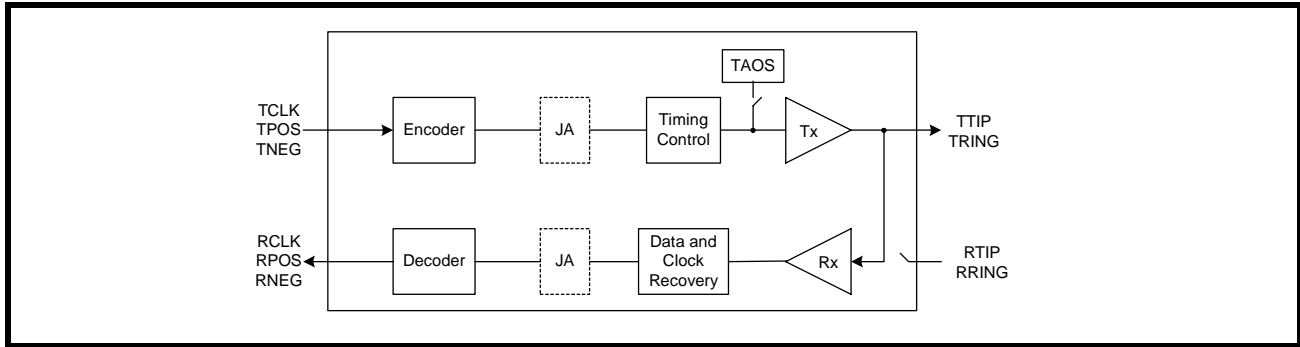 TAOS
TCLK
TPOS
TNEG
Encoder
JA
Timing
Control
Tx
TTIP
TRING
RCLK
RPOS
RNEG
Decoder
JA
Data and
Clock
Recovery
Rx
RTIP
RRING